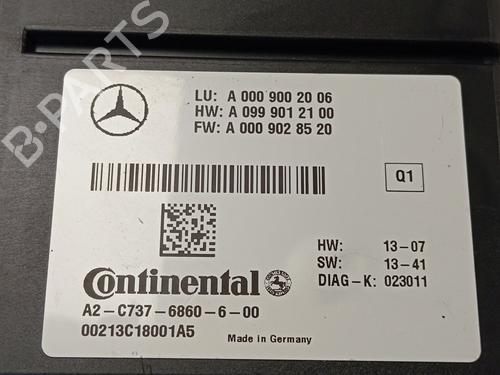 LU: A 000 900 20 06
HW: A 099 901 21 00
FW: A 000 902 85 20
Q1
HW: 13-07
SW: 13-41
DIAG-K: 023011
Continental
A2-C737-6860-6-00
00213C18001A5
Made in Germany
B-PARTS